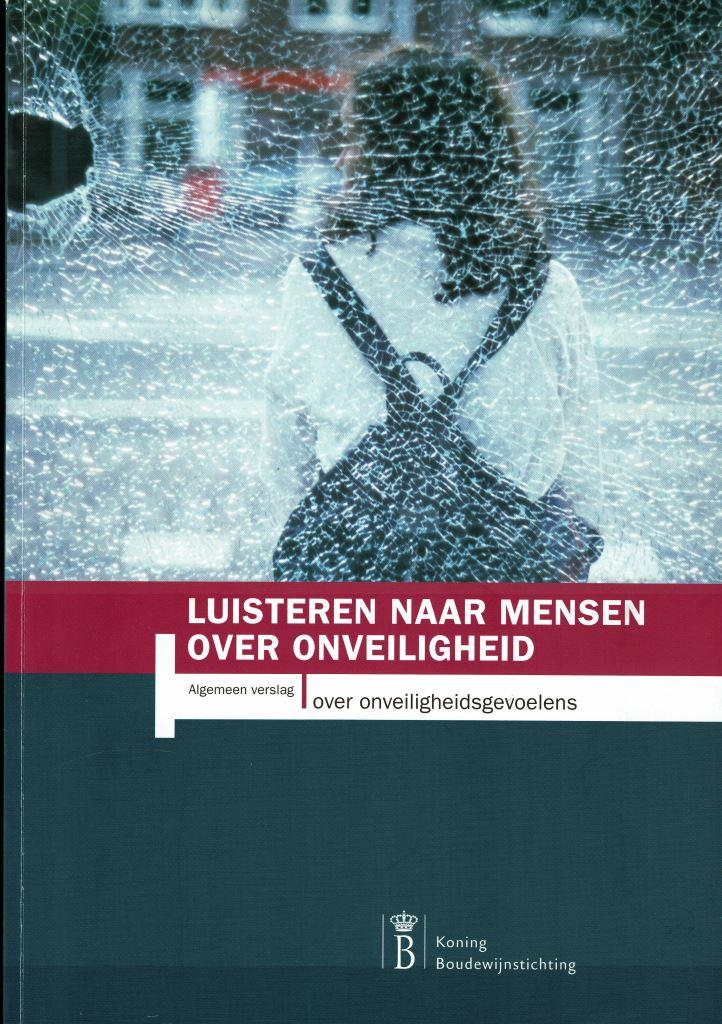 LUISTEREN NAAR MENSEN
OVER ONVEILIGHEID
Algemeen verslag
over onveiligheidsgevoelens
B
Koning
Boudewijnstichting